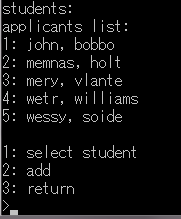 students:
applicants list:
1: john, bobbo
2: memnas, holt
3: mery, vlante
4: wetr, williams
5: wessy, soide
1: select student
2: add
3: return
>